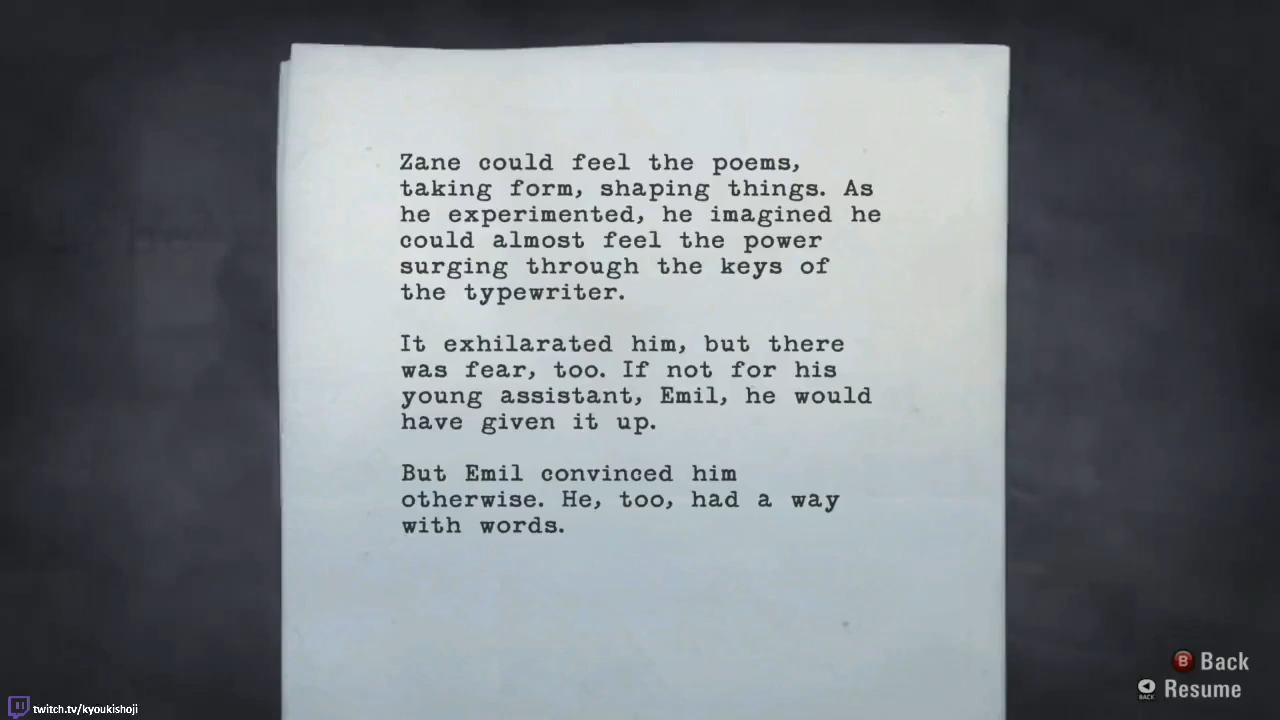 Zane could feel the poems,
taking form, shaping things. As
he experimented, he imagined he
could almost feel the power
surging through the keys of
the typewriter.
It exhilarated him, but there
was fear, too. If not for his
young assistant, Emil, he would
have given it up.
But Emil convinced him
otherwise. He, too, had a way
with words.
B Back
BACK Resume
twitch.tv/kyoukishoji